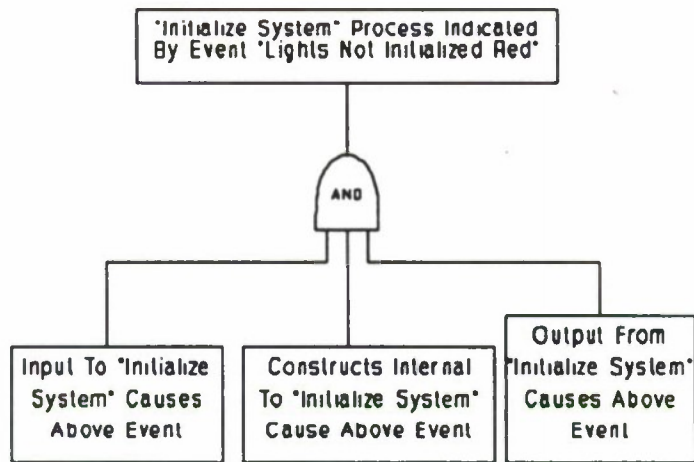 "Initialize System" Process Indicated
By Event "Lights Not Initialized Red"
AND
Input To "Initialize
System" Causes
Above Event
Constructs Internal
To "Initialize System"
Cause Above Event
Output From
"Initialize System"
Causes Above
Event